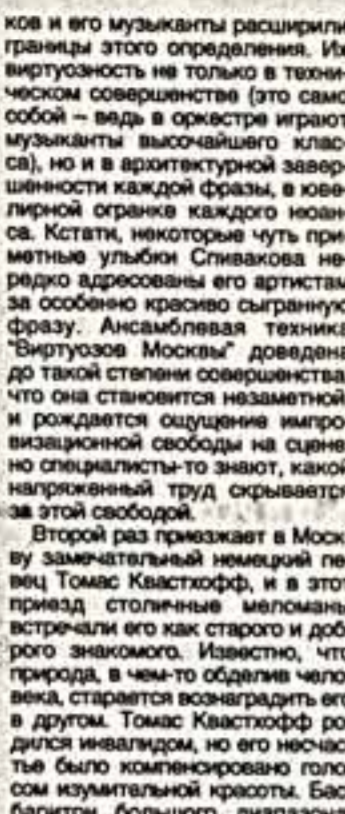 ков и его музыканты расширили
границы этого определения. Их
виртуозность не только в техни-
ческом совершенстве (это само
собой – ведь в оркестре играют
музыканты высочайшего клас-
са), но и в архитектурной завер-
шенности каждой фразы, в юве-
лирной огранке каждого нюан-
са. Кстати, некоторые чуть при-
метные улыбки Спивакова не-
редко адресованы его артистам
за особенно красиво сыгранную
фразу. Ансамблевая техника
"Виртуозов Москвы" доведена
до такой степени совершенства,
что она становится незаметной
и рождается ощущение импро-
визационной свободы на сцене,
но специалисты-то знают, какой
напряженный труд скрывается
за этой свободой.
Второй раз приезжает в Моск-
ву замечательный немецкий пе-
вец Томас Квастхофф, и в этот
приезд столичные меломаны
встречали его как старого и доб-
рого знакомого. Известно, что
природа, в чем-то обделив чело-
века, старается вознаградить его
в другом. Томас Квастхофф ро-
дился инвалидом, но его несчас-
тье было компенсировано голо-
сом изумительной красоты. Бас-
баритон большого диапазона